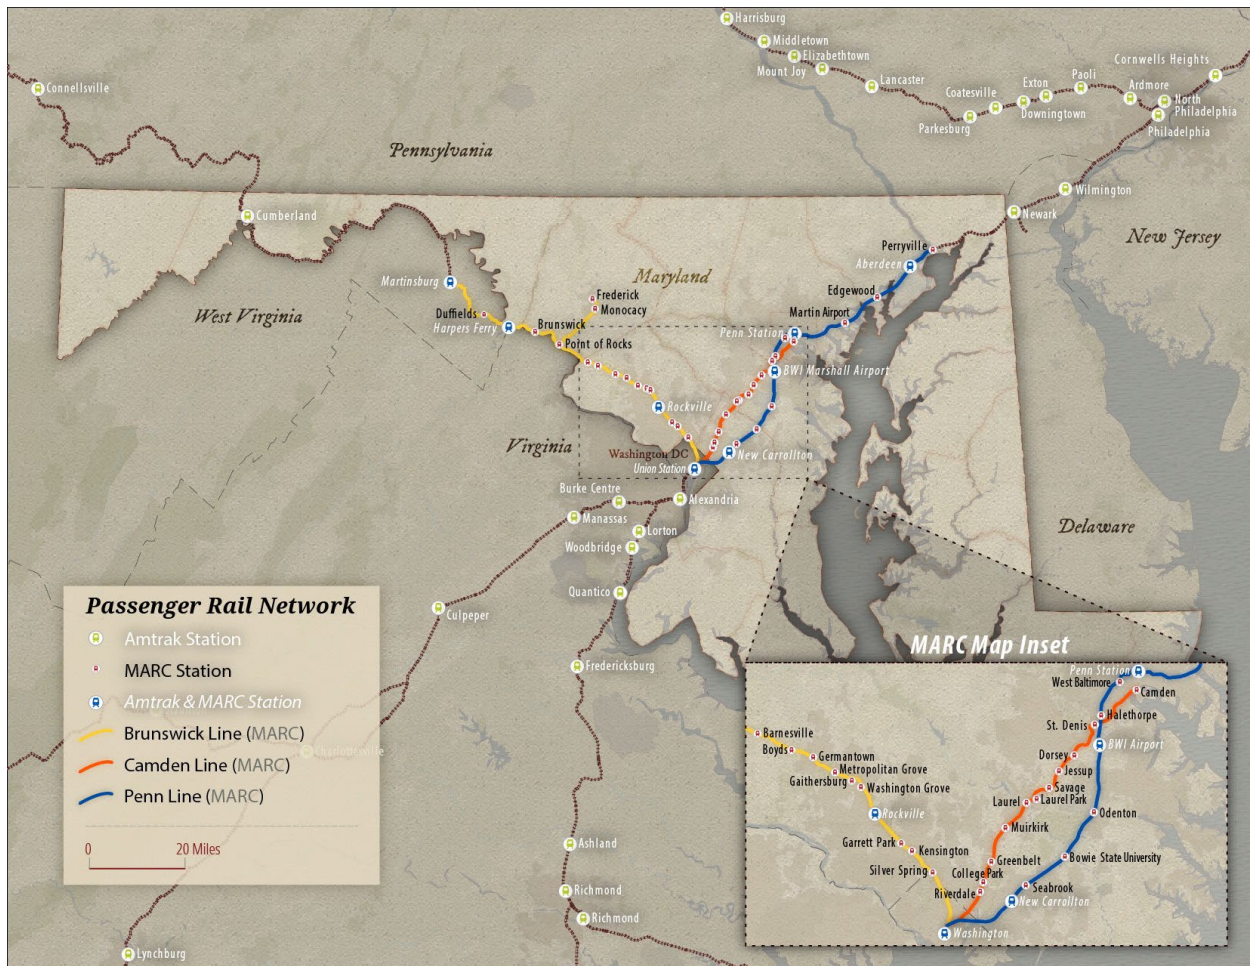 Harrisburg
Middletown
Elizabethtown
Mount Joy
Lancaster
Cornwells Heights
Paoli
Ardmore
Exton
Coatesville
North
Philadelphia
Downingtown
Parkesburg
Philadelphia
Connellsville
Pennsylvania
Wilmington
Newark
Cumberland
New Jersey
Perryville
Aberdeen
Maryland
Martinsburg
Edgewood
Frederick
Monocacy
Martin Airport
West Virginia
Duffields
Harpers Ferry
Brunswick
Penn Station
Point of Rocks
BWI Marshall Airport
Rockville
Virginia
Washington DC
New Carrollton
Union Station
Burke Centre
Alexandria
Manassas
Lorton
Woodbridge
Delaware
Quantico
Culpeper
Fredericksburg
Charlottesville
Ashland
Richmond
Richmond
Lynchburg
Passenger Rail Network
Amtrak Station
MARC Station
Amtrak & MARC Station
Brunswick Line (MARC)
Camden Line (MARC)
Penn Line (MARC)
0 20 Miles
MARC Map Inset
Penn Station
West Baltimore
Camden
Halethorpe
St. Denis
BWI Airport
Barnesville
Boyds
Germantown
Metropolitan Grove
Gaithersburg
Washington Grove
Dorsey
Jessup
Savage
Laurel
Laurel Park
Rockville
Odenton
Muirkirk
Garrett Park
Kensington
Silver Spring
Greenbelt
Bowie State University
College Park
Riverdale
Seabrook
New Carrollton
Washington